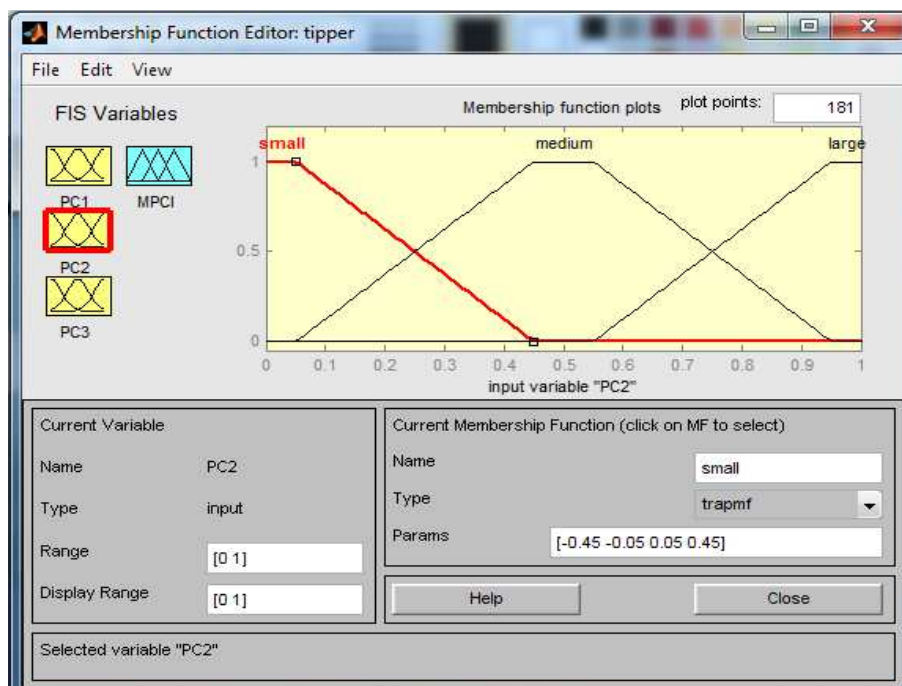 Membership Function Editor: tipper
File Edit View
FIS Variables
Membership function plots
plot points:
181
PC1
MPCI
PC2
PC3
small
medium
large
1
0.5
0
0 0.1 0.2 0.3 0.4 0.5 0.6 0.7 0.8 0.9 1
input variable "PC2"
Current Variable
Name PC2
Type input
Range [0 1]
Display Range [0 1]
Current Membership Function (click on MF to select)
Name small
Type trapmf
Params [-0.45 -0.05 0.05 0.45]
Help Close
Selected variable "PC2"